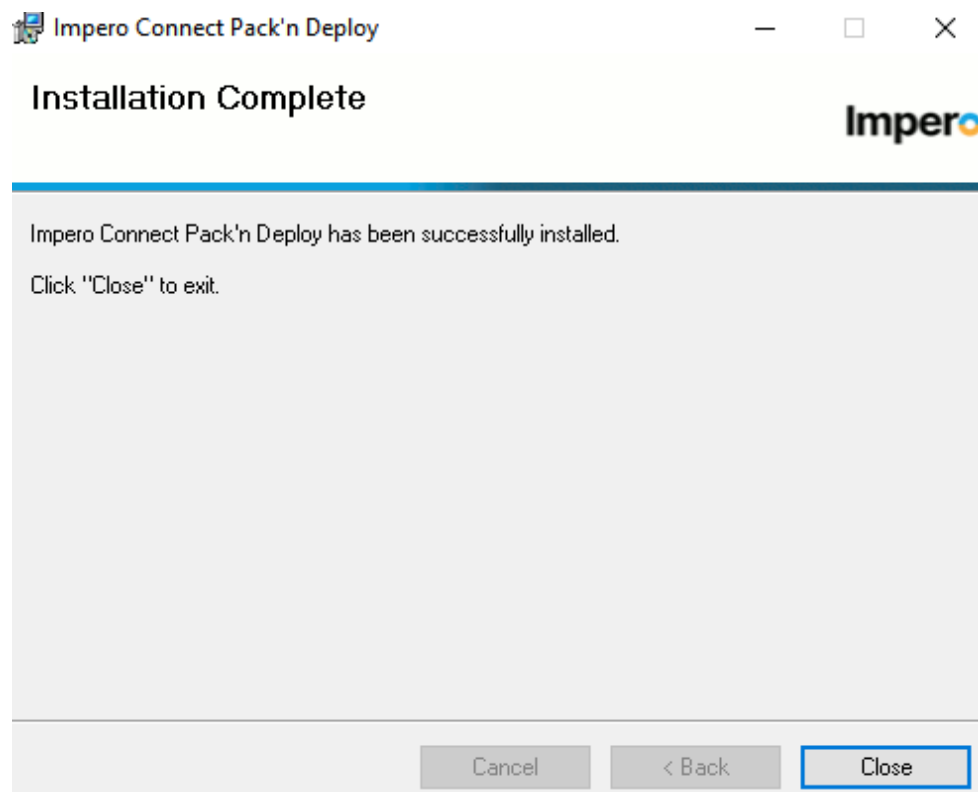 Impero Connect Pack'n Deploy
Installation Complete
Impero
Impero Connect Pack'n Deploy has been successfully installed.
Click "Close" to exit.
Cancel
< Back
Close